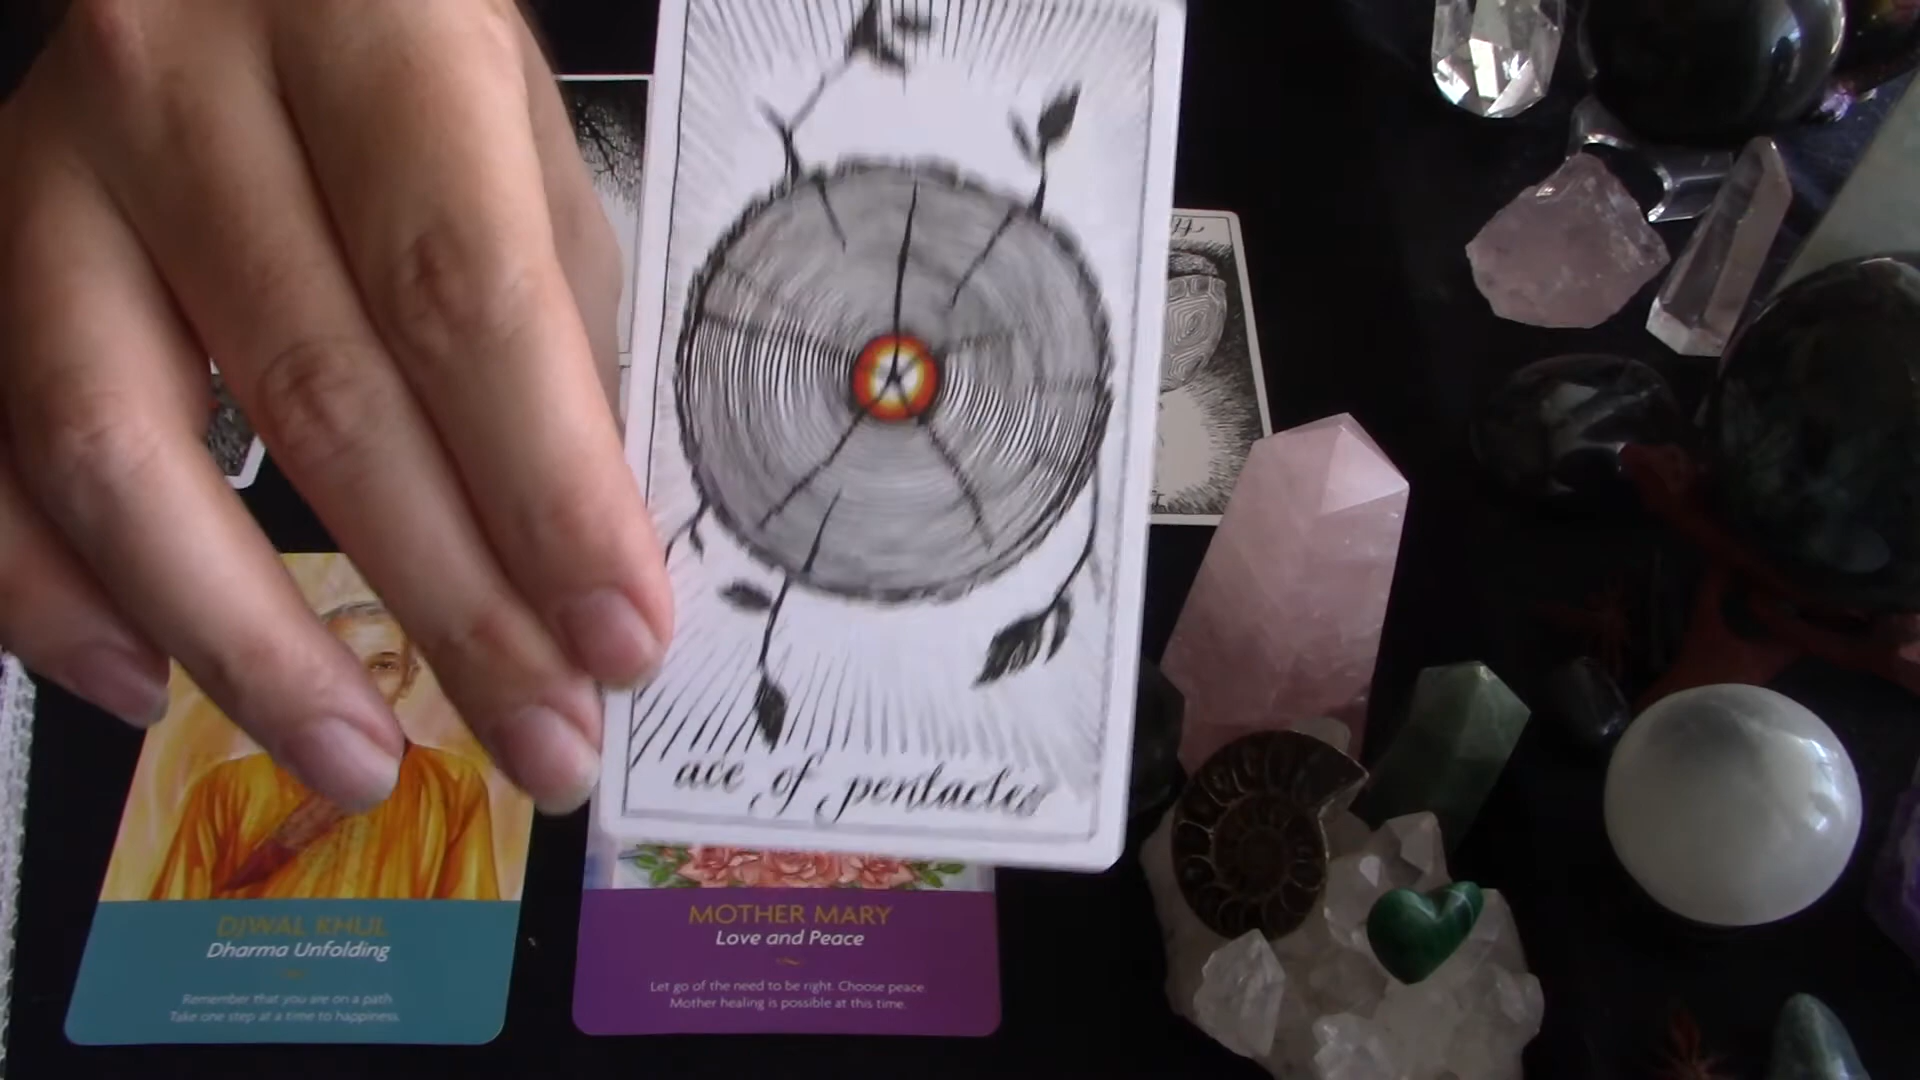 ace of pentacles
DJWAL KHUL
Dharma Unfolding
Remember that you are on a path.
Take one step at a time to happiness.
MOTHER MARY
Love and Peace
Let go of the need to be right. Choose peace.
Mother healing is possible at this time.